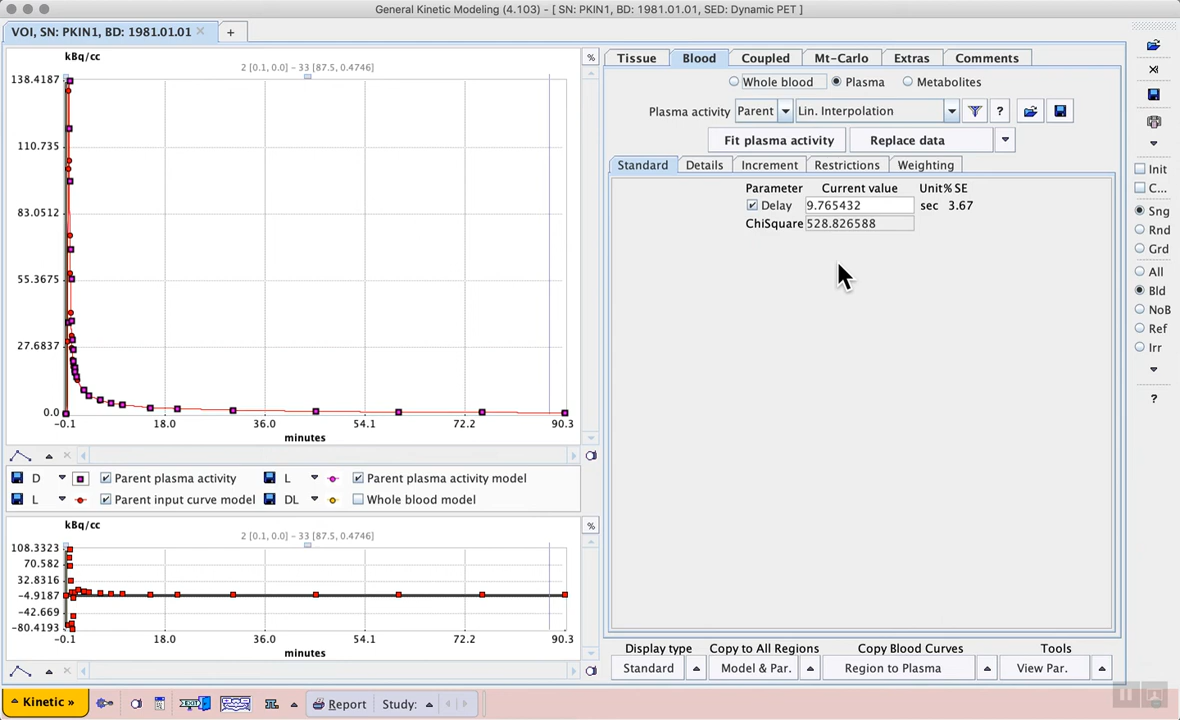 General Kinetic Modeling (4.103) - [ SN: PKIN1, BD: 1981.01.01, SED: Dynamic PET ]
VOI, SN: PKIN1, BD: 1981.01.01 +
kBq/cc
2 [0.1, 0.0] - 33 [87.5, 0.4746]
%
138.4187
110.735
83.0512
55.3675
27.6837
0.0
-0.1 18.0 36.0 54.1 72.2 90.3
minutes
D Parent plasma activity L Parent plasma activity model
L Parent input curve model DL Whole blood model
kBq/cc
2 [0.1, 0.0] - 33 [87.5, 0.4746]
%
108.3323
70.582
32.8316
-4.9187
-42.669
-80.4193
-0.1 18.0 36.0 54.1 72.2 90.3
minutes
Tissue Blood Coupled Mt-Carlo Extras Comments
Whole blood Plasma Metabolites
Plasma activity Parent Lin. Interpolation ?
Fit plasma activity Replace data
Standard Details Increment Restrictions Weighting
Parameter Current value Unit% SE
Delay 9.765432 sec 3.67
ChiSquare 528.826588
Display type Copy to All Regions Copy Blood Curves Tools
Standard Model & Par. Region to Plasma View Par.
Init
C...
Sng
Rnd
Grd
All
Bld
NoB
Ref
Irr
?
Kinetic » Report Study: